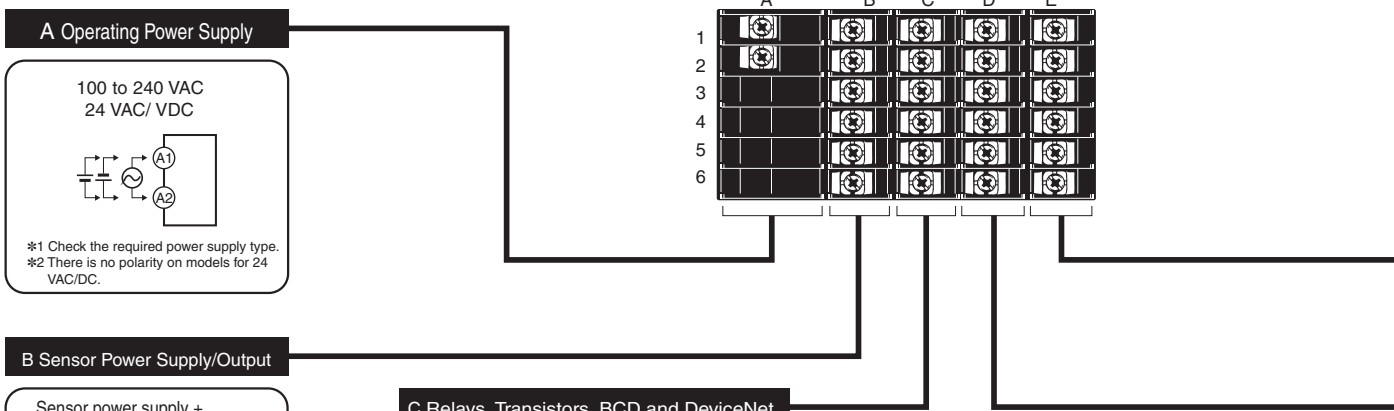 A B C D E
A Operating Power Supply
1
2
3
4
5
6
100 to 240 VAC
24 VAC/ VDC
A1
A2
✽1 Check the required power supply type.
✽2 There is no polarity on models for 24
VAC/DC.
B Sensor Power Supply/Output
Sensor power supply +
C Relays, Transistors, BCD and DeviceNet